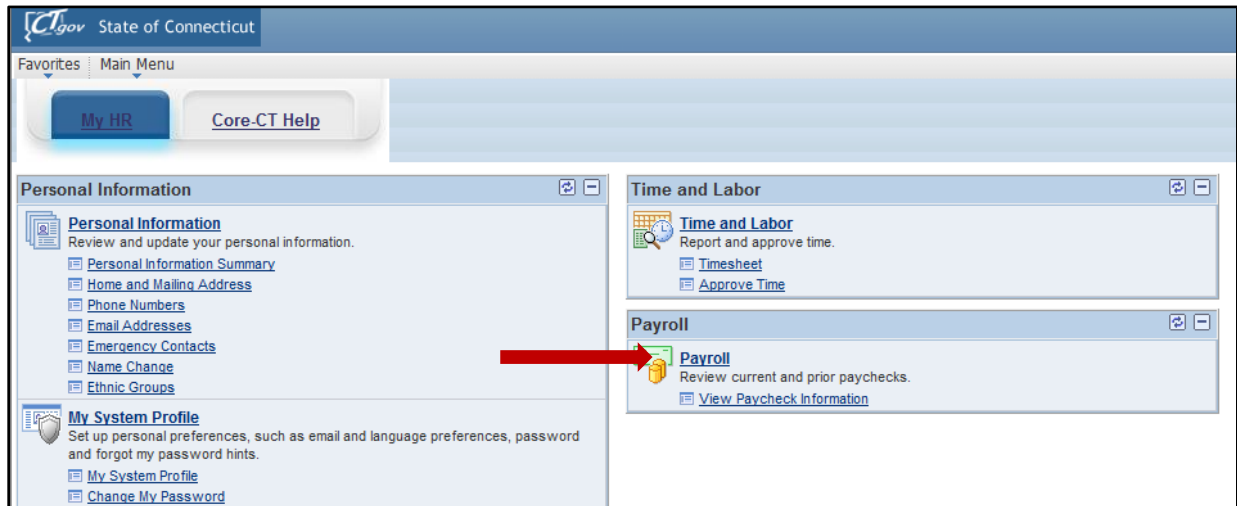 CT.gov State of Connecticut
Favorites Main Menu
My HR Core-CT Help
Personal Information
Personal Information
Review and update your personal information.
Personal Information Summary
Home and Mailing Address
Phone Numbers
Email Addresses
Emergency Contacts
Name Change
Ethnic Groups
My System Profile
Set up personal preferences, such as email and language preferences, password
and forgot my password hints.
My System Profile
Change My Password
Time and Labor
Time and Labor
Report and approve time.
Timesheet
Approve Time
Payroll
Payroll
Review current and prior paychecks.
View Paycheck Information